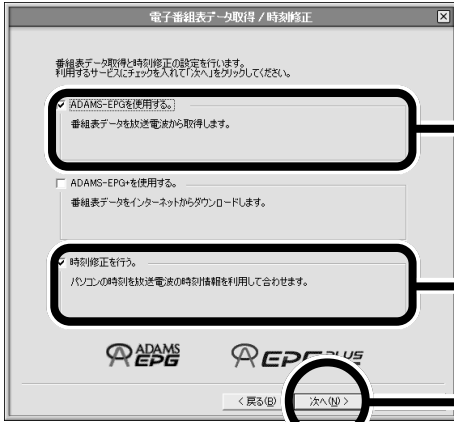 電子番組表データ取得 / 時刻修正
番組表データ取得と時刻修正の設定を行います。
利用するサービスにチェックを入れて「次へ」をクリックしてください。
ADAMS-EPGを使用する。
番組表データを放送電波から取得します。
ADAMS-EPG+を使用する。
番組表データをインターネットからダウンロードします。
時刻修正を行う。
パソコンの時刻を放送電波の時刻情報を利用して合わせます。
ADAMS EPG
EPG PLUS
< 戻る(B) 次へ(N) >